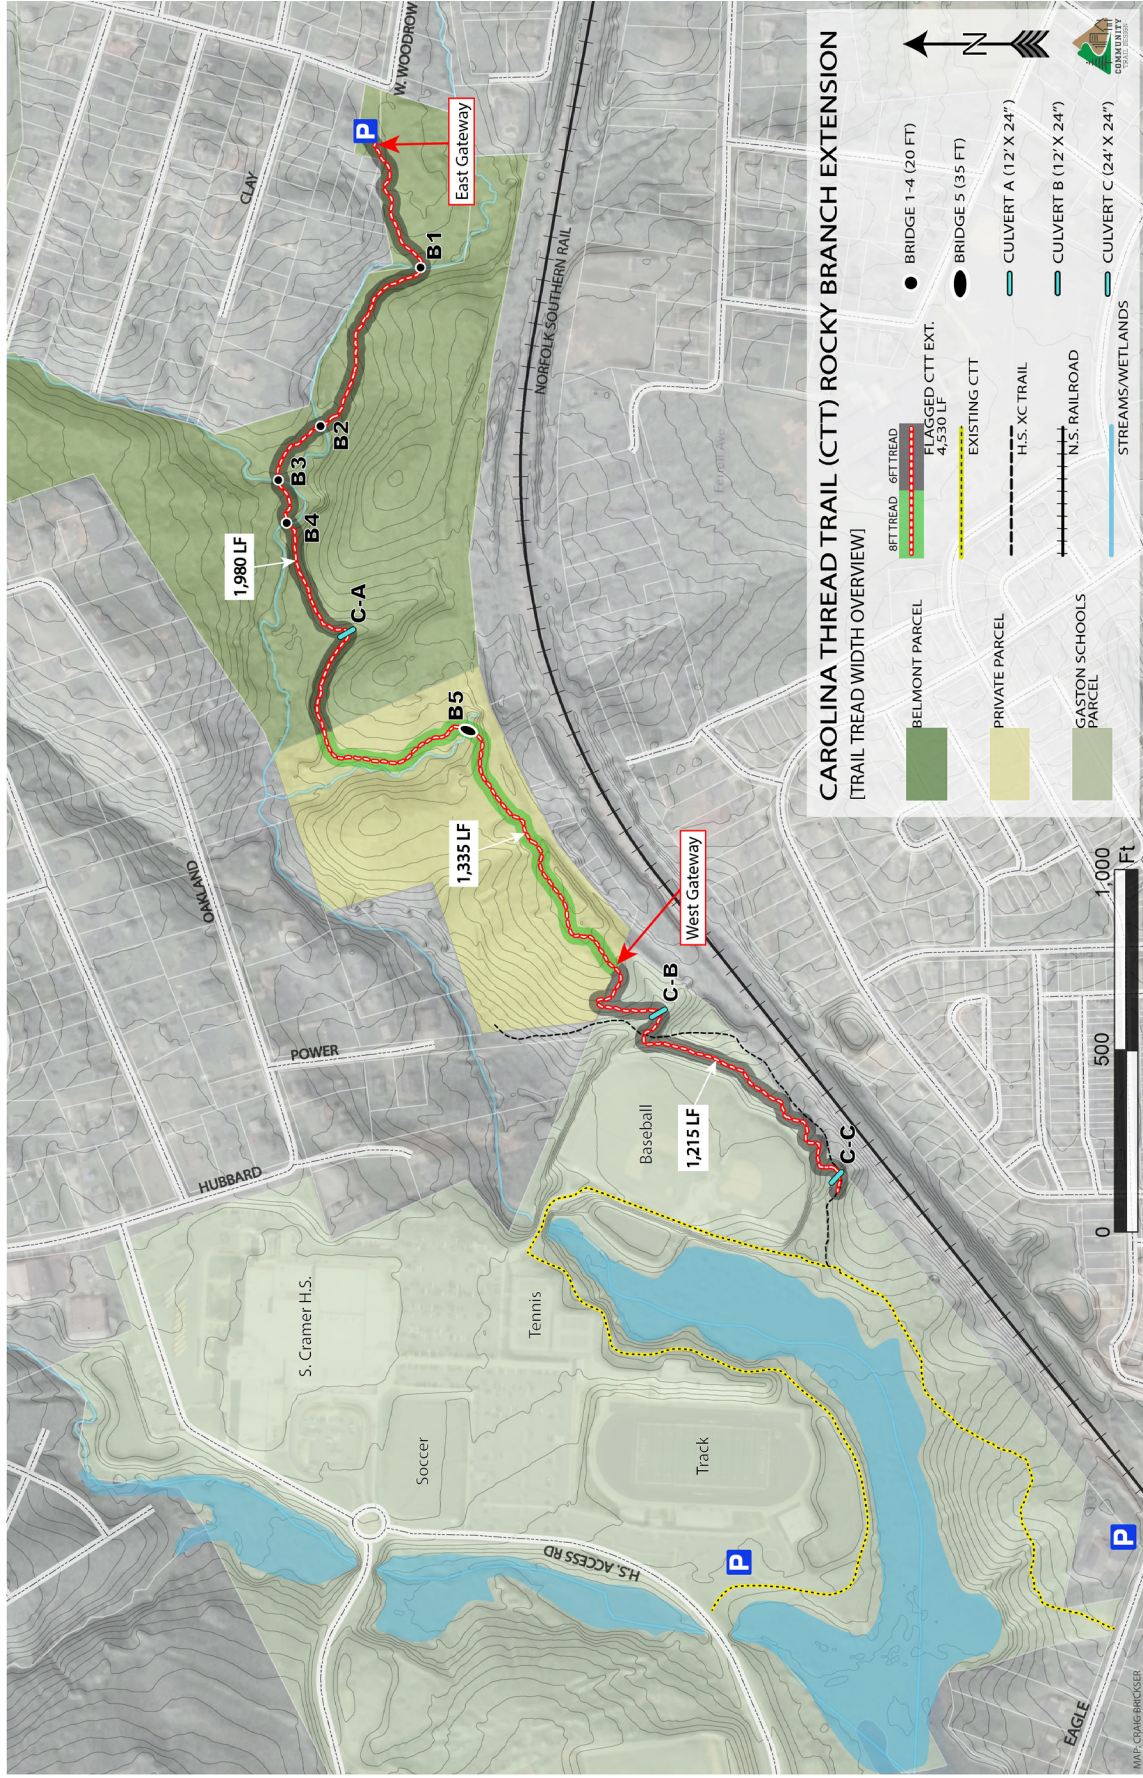 CAROLINA THREAD TRAIL (CTT) ROCKY BRANCH EXTENSION
[TRAIL TREAD WIDTH OVERVIEW]
BELMONT PARCEL
PRIVATE PARCEL
GASTON SCHOOLS
PARCEL
8FT TREAD
6FT TREAD
FLAGGED CTT EXT.
4,530 LF
EXISTING CTT
H.S. XC TRAIL
N.S. RAILROAD
STREAMS/WETLANDS
BRIDGE 1-4 (20 FT)
BRIDGE 5 (35 FT)
CULVERT A (12' X 24")
CULVERT B (12' X 24")
CULVERT C (24' X 24")
N
COMMUNITY
TRAIL DESIGN
W. WOODROW
P
East Gateway
CLAY
B1
B2
B3
B4
1,980 LF
C-A
NORFOLK SOUTHERN RAIL
B5
1,335 LF
OAKLAND
West Gateway
C-B
POWER
HUBBARD
Baseball
1,215 LF
C-C
S. Cramer H.S.
Tennis
Soccer
Track
H.S. ACCESS RD
P
P
EAGLE
0
500
1,000
Ft
MAP: CRAIG BRICKSER